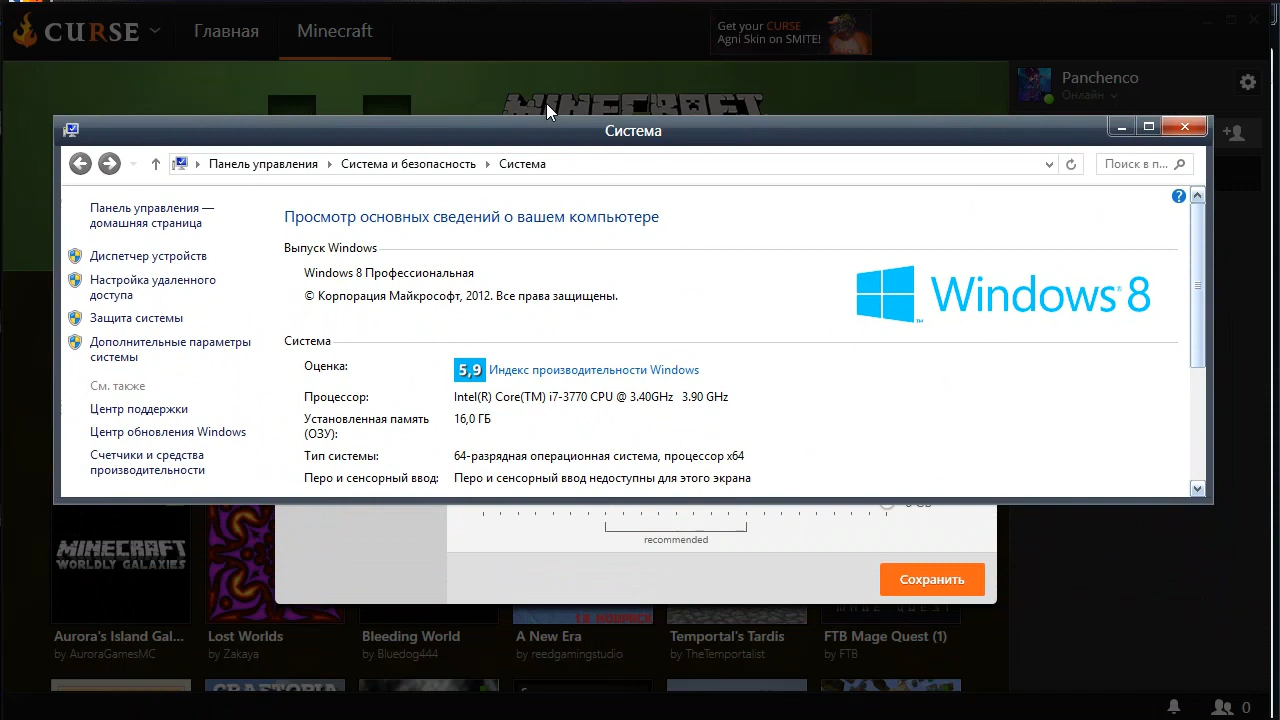 CURSE
Главная
Minecraft
Get your CURSE
Agni Skin on SMITE!
MINECRAFT
Panchenco
Онлайн
Система
Панель управления
Система и безопасность
Система
Поиск в п...
Панель управления —
домашняя страница
Диспетчер устройств
Настройка удаленного
доступа
Защита системы
Дополнительные параметры
системы
См. также
Центр поддержки
Центр обновления Windows
Счетчики и средства
производительности
Просмотр основных сведений о вашем компьютере
Выпуск Windows
Windows 8 Профессиональная
© Корпорация Майкрософт, 2012. Все права защищены.
Windows 8
Система
Оценка:
5,9 Индекс производительности Windows
Процессор:
Intel(R) Core(TM) i7-3770 CPU @ 3.40GHz 3.90 GHz
Установленная память
(ОЗУ):
16,0 ГБ
Тип системы:
64-разрядная операционная система, процессор x64
Перо и сенсорный ввод:
Перо и сенсорный ввод недоступны для этого экрана
recommended
Сохранить
MINECRAFT
WORLDLY GALAXIES
Aurora's Island Gal...
by AuroraGamesMC
Lost Worlds
by Zakaya
Bleeding World
by Bluedog444
A New Era
by reedgamingstudio
Temportal's Tardis
by TheTemportalist
FTB Mage Quest (1)
by FTB
CRAFTOPIA
0